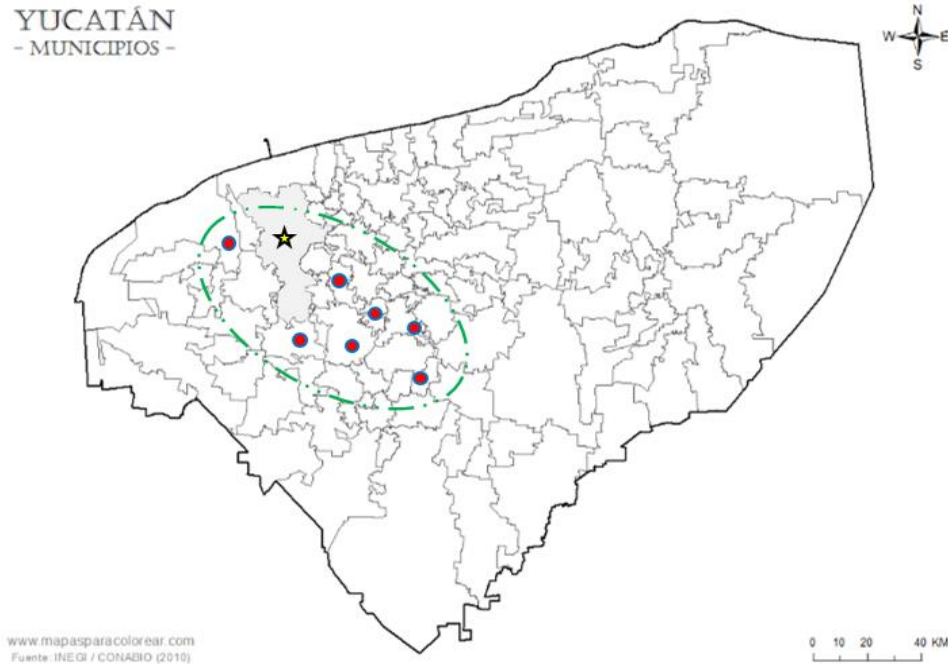 YUCATÁN
- MUNICIPIOS -
N
W E
S
www.mapasparacolorear.com
Fuente: INEGI / CONABIO (2010)
0 10 20 40 KM